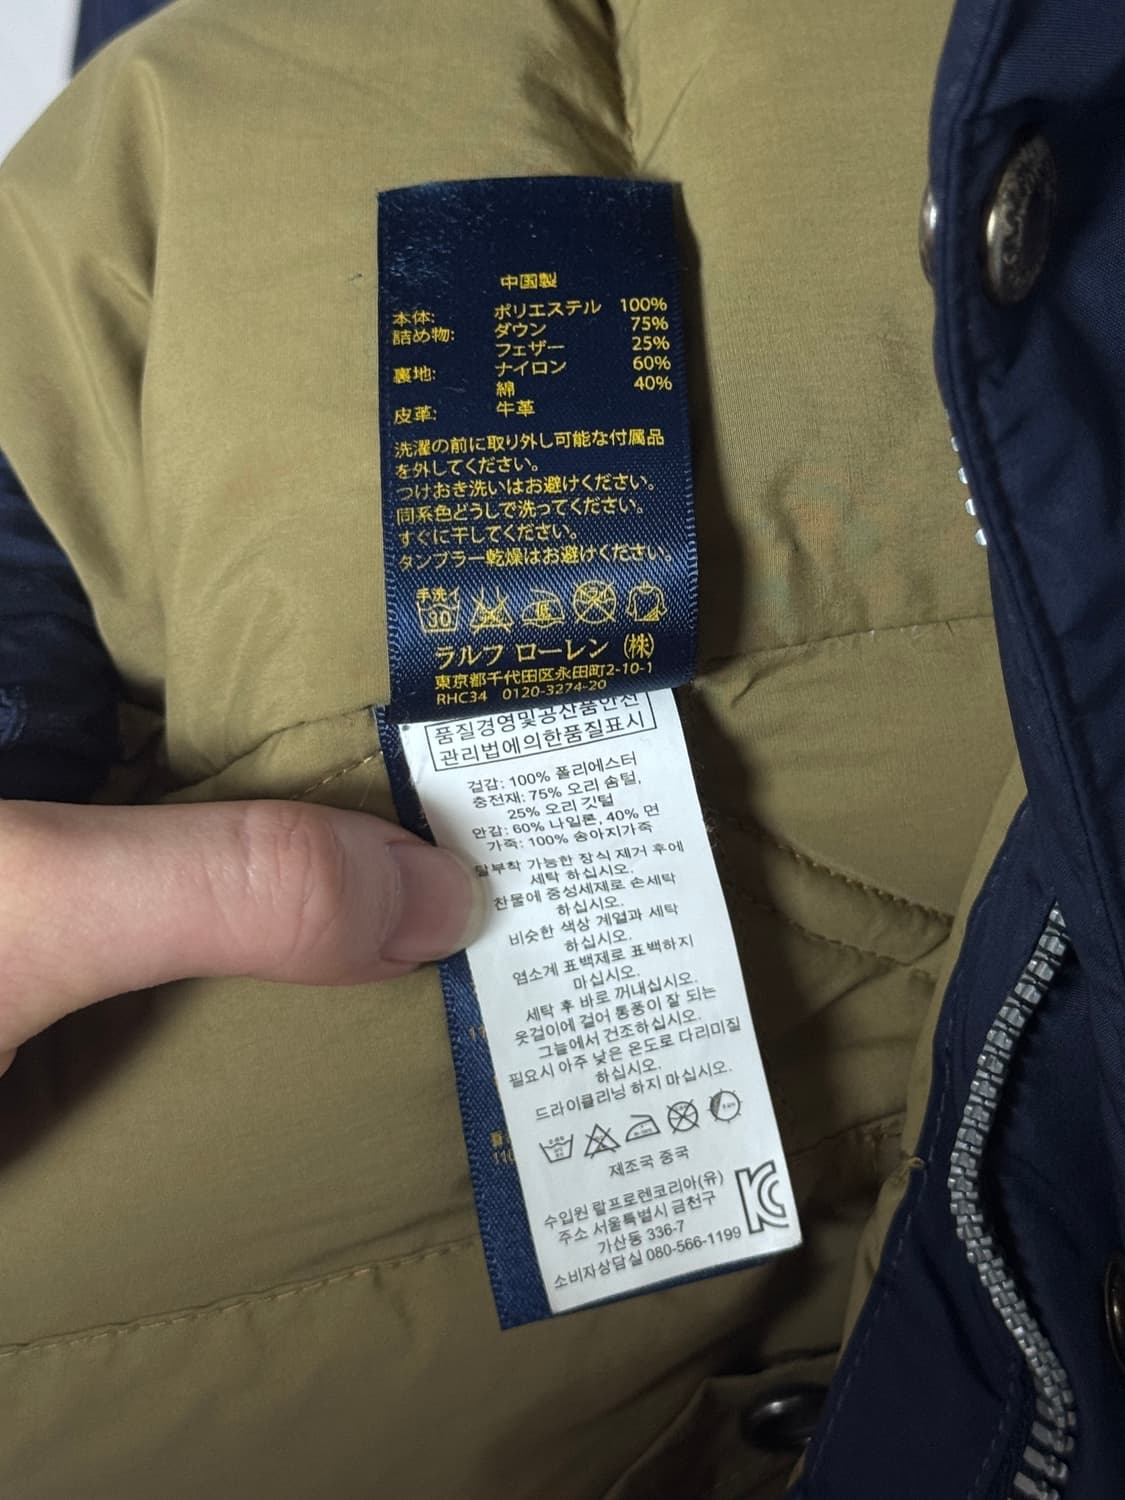 中国製
本体: ポリエステル 100%
詰め物: ダウン 75%
フェザー 25%
裏地: ナイロン 60%
綿 40%
皮革: 牛革
洗濯の前に取り外し可能な付属品
を外してください。
つけおき洗いはお避けください。
同系色どうしで洗ってください。
すぐに干してください。
タンブラー乾燥はお避けください。
手洗イ
30
ラルフ ローレン (株)
東京都千代田区永田町2-10-1
RHC34 0120-3274-20
품질경영및공산품안전
관리법에의한품질표시
겉감: 100% 폴리에스터
충전재: 75% 오리 솜털,
25% 오리 깃털
안감: 60% 나일론, 40% 면
가죽: 100% 송아지가죽
탈부착 가능한 장식 제거 후에
세탁 하십시오.
찬물에 중성세제로 손세탁
하십시오.
비슷한 색상 계열과 세탁
하십시오.
염소계 표백제로 표백하지
마십시오.
세탁 후 바로 꺼내십시오.
옷걸이에 걸어 통풍이 잘 되는
그늘에서 건조하십시오.
필요시 아주 낮은 온도로 다리미질
하십시오.
드라이클리닝 하지 마십시오.
제조국 중국
수입원 랄프로렌코리아(유)
주소 서울특별시 금천구
가산동 336-7
소비자상담실 080-566-1199